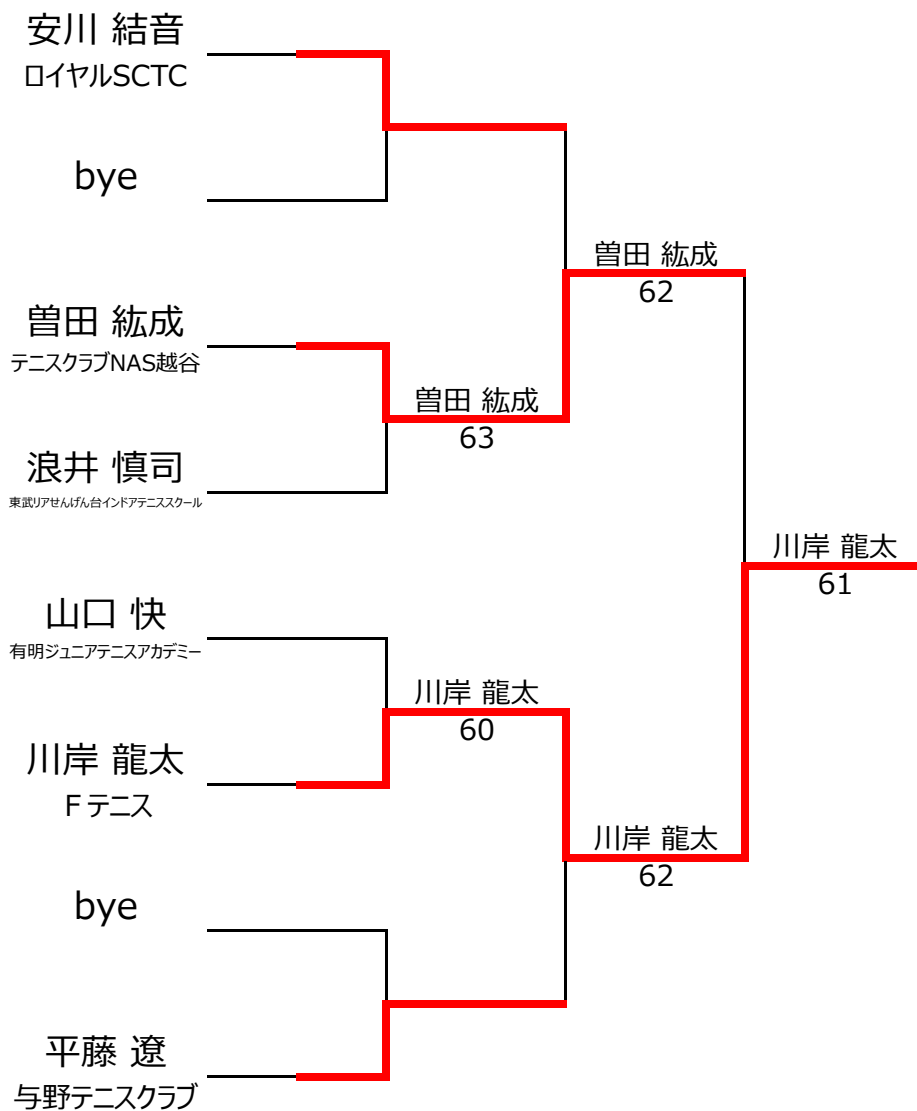 安川 結音
ロイヤルSCTC
bye
曽田 紘成
テニスクラブNAS越谷
浪井 慎司
東武リアせんげん台インドアテニススクール
山口 快
有明ジュニアテニスアカデミー
川岸 龍太
Fテニス
bye
平藤 遼
与野テニスクラブ
曽田 紘成
63
川岸 龍太
60
曽田 紘成
62
川岸 龍太
62
川岸 龍太
61